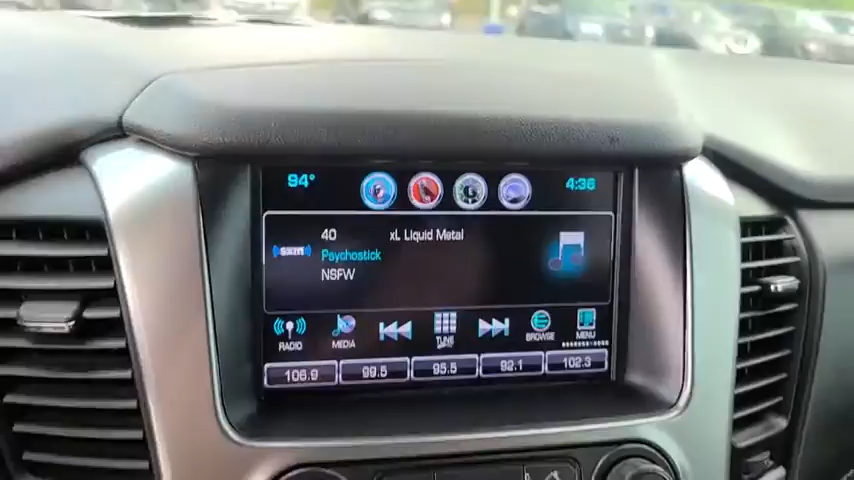 94° 4:36
40 xL Liquid Metal
((SXM))
Psychostick
NSFW
RADIO MEDIA TUNE BROWSE MENU
106.9 99.5 95.5 92.1 102.3